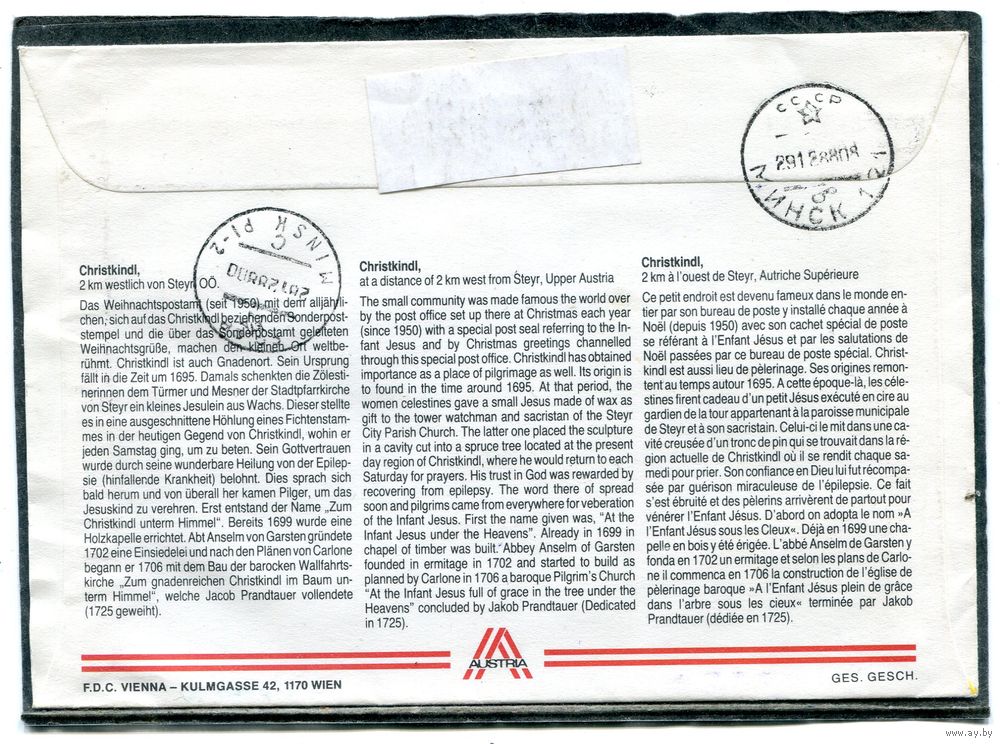 СССР
29128808
МИНСК 121
MINSK PI-2
C
Christkindl,
2 km westlich von Steyr, OÖ.
Das Weihnachtspostamt (seit 1950) mit dem alljährli-
chen, sich auf das Christkindl beziehenden Sonderpost-
stempel und die über das Sonderpostamt geleiteten
Weihnachtsgrüße, machen den kleinen Ort weltbe-
rühmt. Christkindl ist auch Gnadenort. Sein Ursprung
fällt in die Zeit um 1695. Damals schenkten die Zölesti-
nerinnen dem Türmer und Mesner der Stadtpfarrkirche
von Steyr ein kleines Jesulein aus Wachs. Dieser stellte
es in eine ausgeschnittene Höhlung eines Fichtenstam-
mes in der heutigen Gegend von Christkindl, wohin er
jeden Samstag ging, um zu beten. Sein Gottvertrauen
wurde durch seine wunderbare Heilung von der Epilep-
sie (hinfallende Krankheit) belohnt. Dies sprach sich
bald herum und von überall her kamen Pilger, um das
Jesuskind zu verehren. Erst entstand der Name „Zum
Christkindl unterm Himmel“. Bereits 1699 wurde eine
Holzkapelle errichtet. Abt Anselm von Garsten gründete
1702 eine Einsiedelei und nach den Plänen von Carlone
begann er 1706 mit dem Bau der barocken Wallfahrts-
kirche „Zum gnadenreichen Christkindl im Baum un-
term Himmel“, welche Jacob Prandtauer vollendete
(1725 geweiht).
Christkindl,
at a distance of 2 km west from Steyr, Upper Austria
The small community was made famous the world over
by the post office set up there at Christmas each year
(since 1950) with a special post seal referring to the In-
fant Jesus and by Christmas greetings channelled
through this special post office. Christkindl has obtained
importance as a place of pilgrimage as well. Its origin is
to found in the time around 1695. At that period, the
women celestines gave a small Jesus made of wax as
gift to the tower watchman and sacristan of the Steyr
City Parish Church. The latter one placed the sculpture
in a cavity cut into a spruce tree located at the present
day region of Christkindl, where he would return to each
Saturday for prayers. His trust in God was rewarded by
recovering from epilepsy. The word there of spread
soon and pilgrims came from everywhere for veberation
of the Infant Jesus. First the name given was, “At the
Infant Jesus under the Heavens”. Already in 1699 in
chapel of timber was built. Abbey Anselm of Garsten
founded in ermitage in 1702 and started to build as
planned by Carlone in 1706 a baroque Pilgrim’s Church
“At the Infant Jesus full of grace in the tree under the
Heavens” concluded by Jakob Prandtauer (Dedicated
in 1725).
Christkindl,
2 km à l’ouest de Steyr, Autriche Supérieure
Ce petit endroit est devenu fameux dans le monde en-
tier par son bureau de poste y installé chaque année à
Noël (depuis 1950) avec son cachet spécial de poste
se référant à l’Enfant Jésus et par les salutations de
Noël passées par ce bureau de poste spécial. Christ-
kindl est aussi lieu de pèlerinage. Ses origines remon-
tent au temps autour 1695. A cette époque-là, les céle-
stines firent cadeau d’un petit Jésus exécuté en cire au
gardien de la tour appartenant à la paroisse municipale
de Steyr et à son sacristain. Celui-ci le mit dans une ca-
vité creusée d’un tronc de pin qui se trouvait dans la ré-
gion actuelle de Christkindl où il se rendit chaque sa-
medi pour prier. Son confiance en Dieu lui fut récompa-
sée par guérison miraculeuse de l’épilepsie. Ce fait
s’est ébruité et des pèlerins arrivèrent de partout pour
vénérer l’Enfant Jésus. D’abord on adopta le nom »A
l’Enfant Jésus sous les Cieux«. Déjà en 1699 une cha-
pelle en bois y été érigée. L’abbé Anselm de Garsten y
fonda en 1702 un ermitage et selon les plans de Carlo-
ne il commenca en 1706 la construction de l’église de
pèlerinage baroque »A l’Enfant Jésus plein de grâce
dans l’arbre sous les cieux« terminée par Jakob
Prandtauer (dédiée en 1725).
AUSTRIA
F.D.C. VIENNA – KULMGASSE 42, 1170 WIEN
GES. GESCH.
www.ay.by